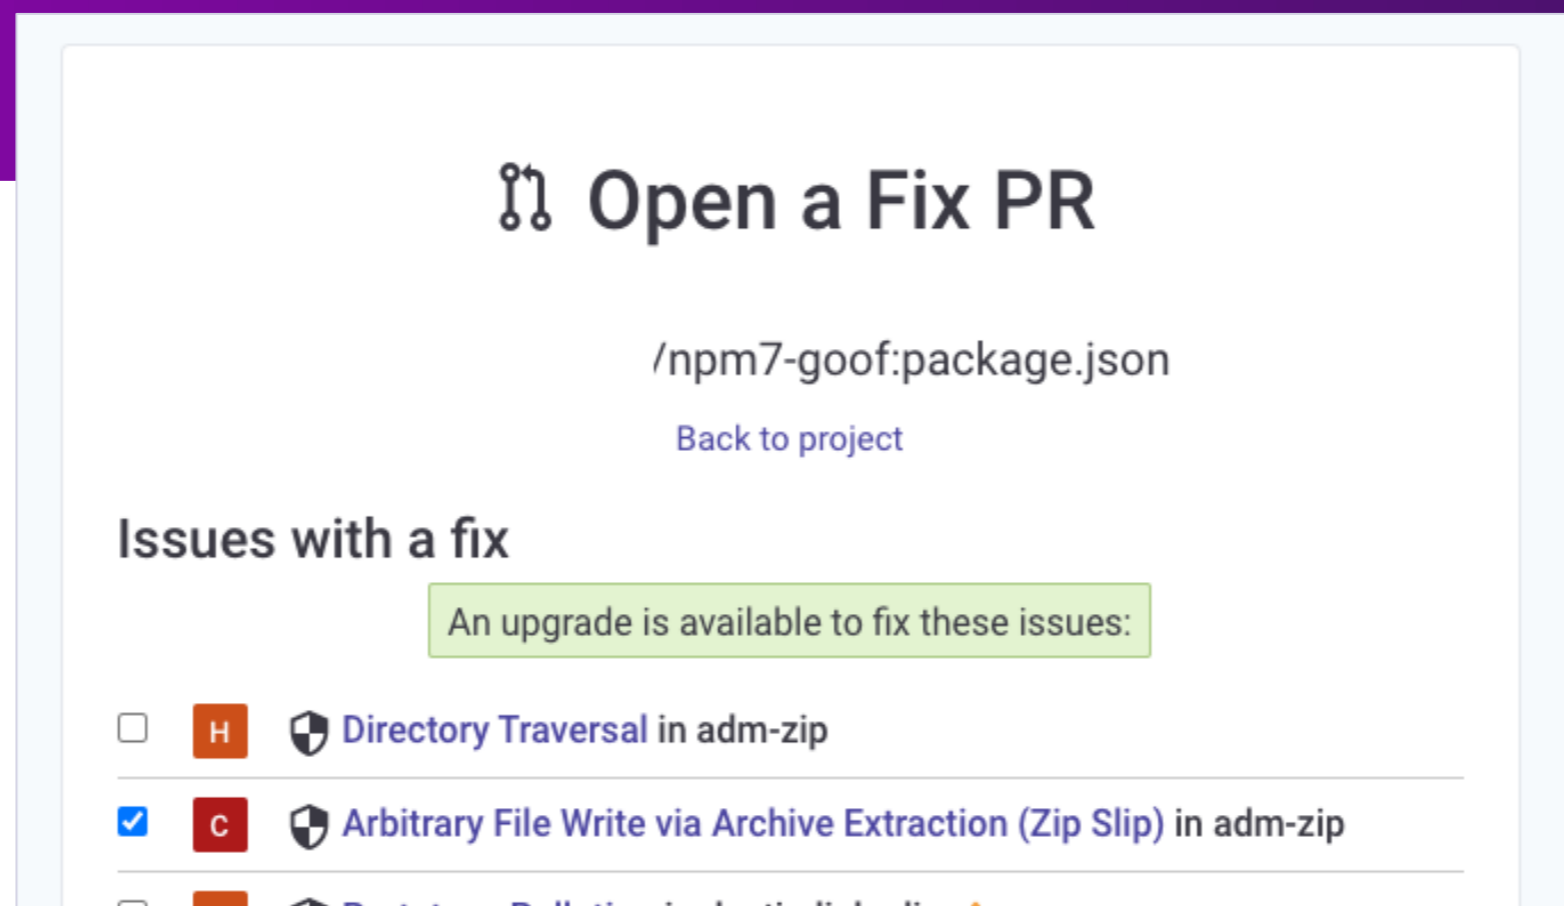 Open a Fix PR
/npm7-goof:package.json
Back to project
Issues with a fix
An upgrade is available to fix these issues:
H Directory Traversal in adm-zip
C Arbitrary File Write via Archive Extraction (Zip Slip) in adm-zip